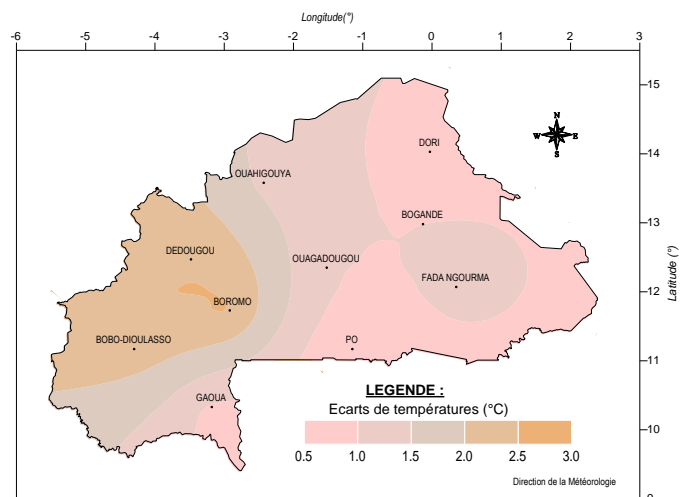 Longitude(°)
-6 -5 -4 -3 -2 -1 0 1 2 3
-15
DORI
N
W E
S
-14
OUAHIGOUYA
BOGANDE
-13
DEDOUGOU
OUAGADOUGOU
FADA NGOURMA
Latitude (°)
-12
BOROMO
BOBO-DIOULASSO
PO
-11
LEGENDE :
GAOUA
Ecarts de températures (°C)
-10
0.5 1.0 1.5 2.0 2.5 3.0
Direction de la Météorologie